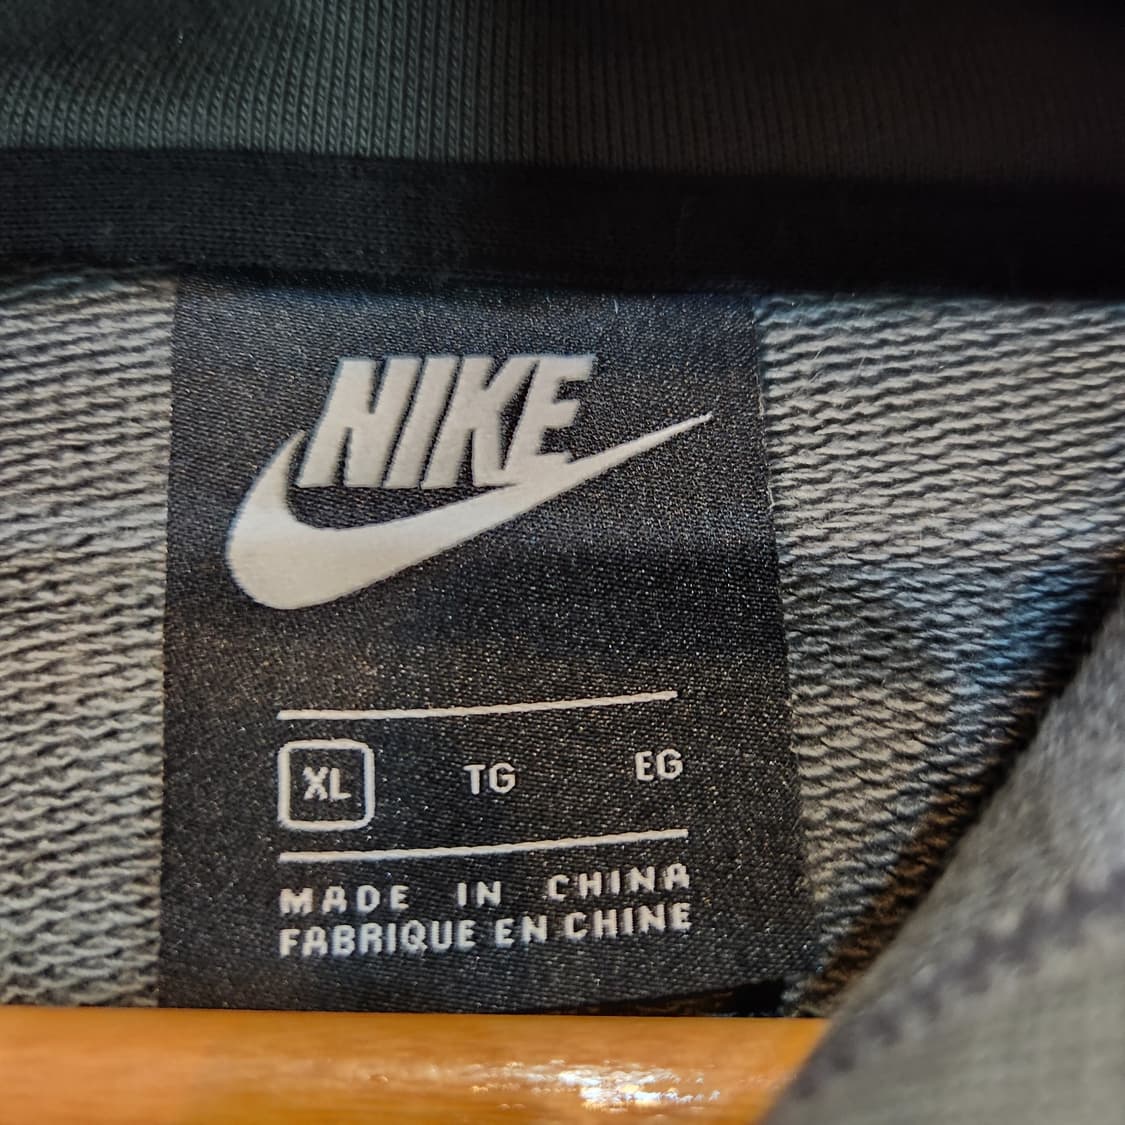 NIKE
XL TG EG
MADE IN CHINA
FABRIQUE EN CHINE